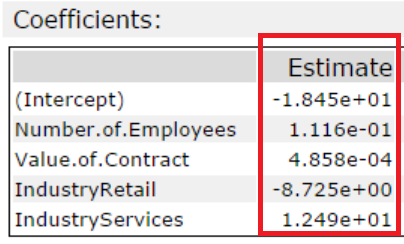 Coefficients:
Estimate
(Intercept) -1.845e+01
Number.of.Employees 1.116e-01
Value.of.Contract 4.858e-04
IndustryRetail -8.725e+00
IndustryServices 1.249e+01